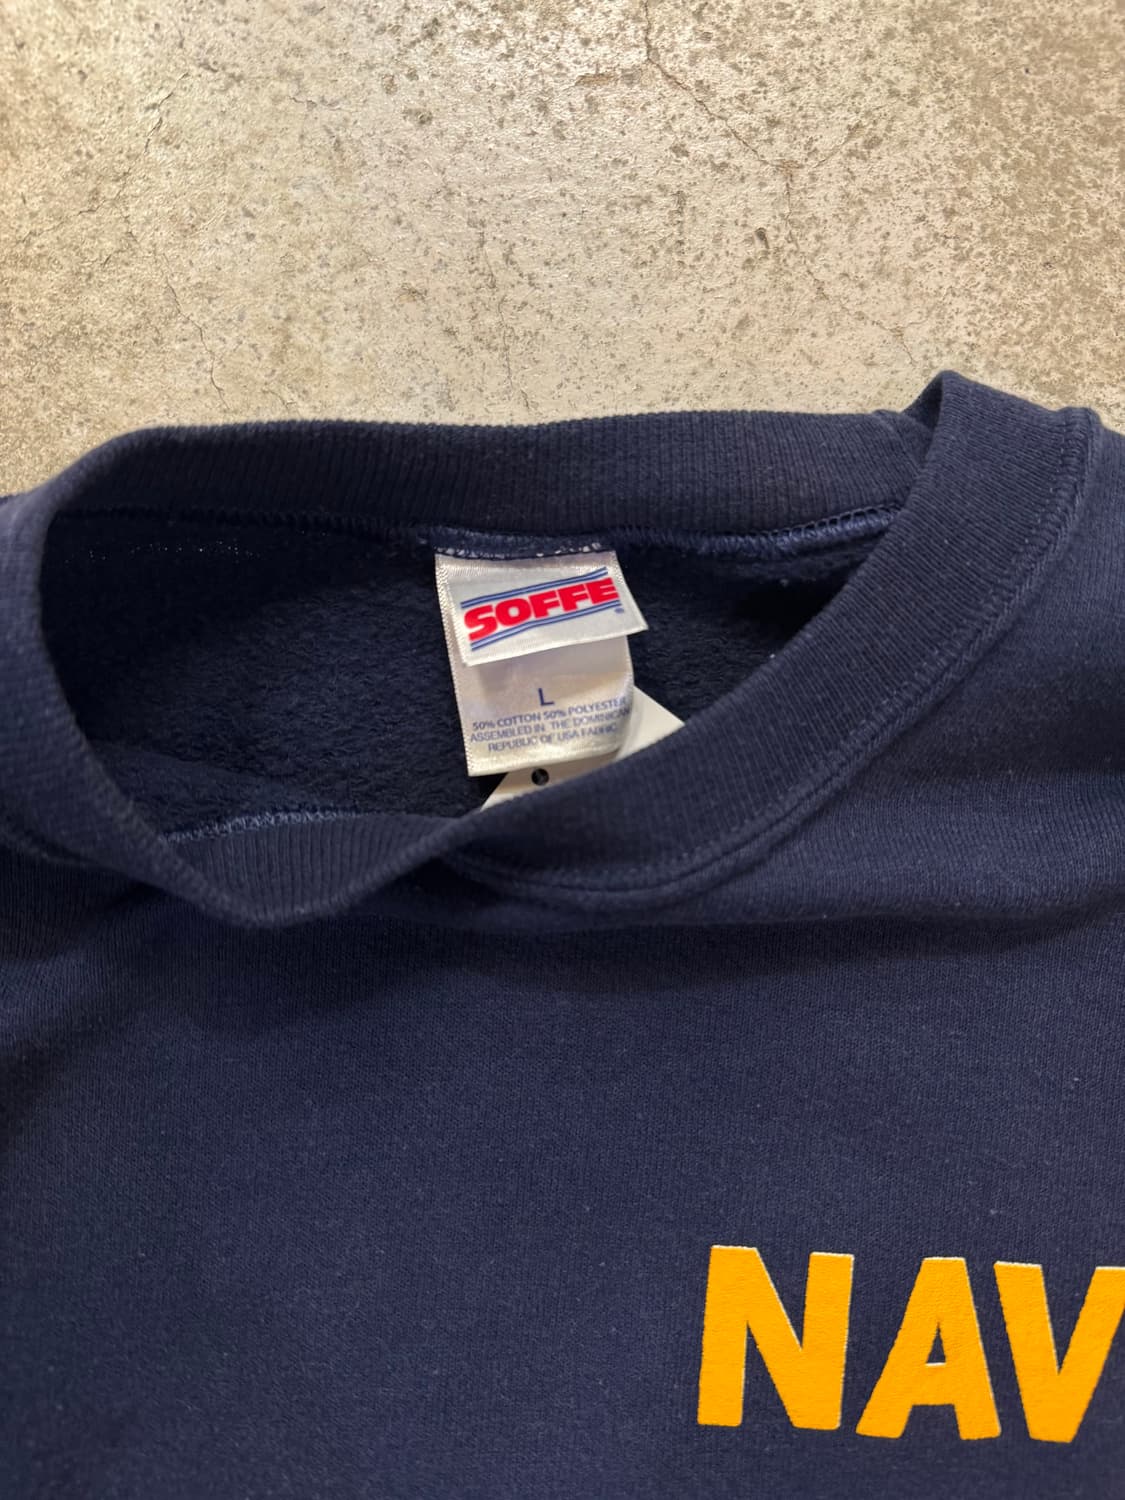 SOFFE®
L
50% COTTON 50% POLYESTER
ASSEMBLED IN THE DOMINICAN
REPUBLIC OF USA FABRIC
NAV